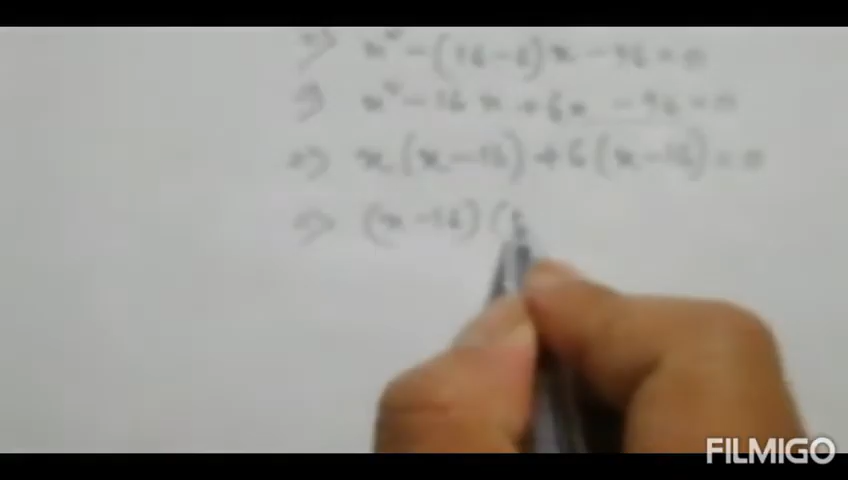 ⇒ x² - (16-6)x - 96 = 0
⇒ x² - 16x + 6x - 96 = 0
⇒ x(x-16) + 6(x-16) = 0
⇒ (x-16)(
FILMIGO